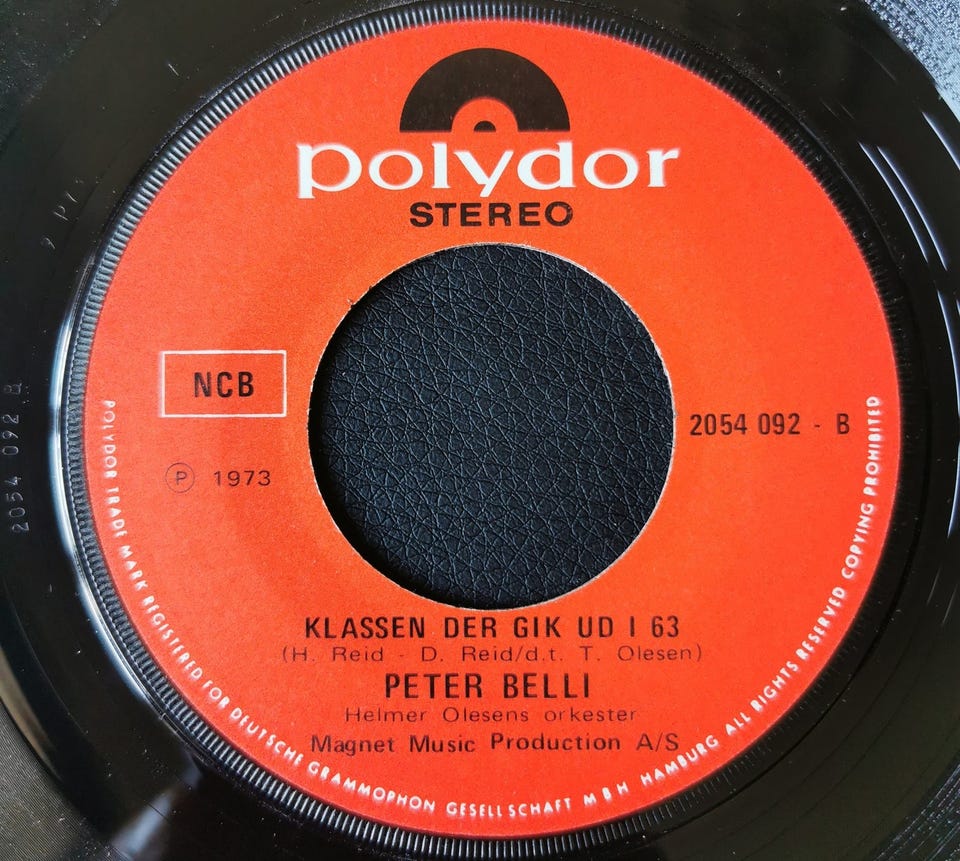 polydor
STEREO
NCB
2054 092 - B
℗ 1973
KLASSEN DER GIK UD I 63
(H. Reid - D. Reid/d.t. T. Olesen)
PETER BELLI
Helmer Olesens orkester
Magnet Music Production A/S
POLYDOR TRADE MARK REGISTERED FOR DEUTSCHE GRAMMOPHON GESELLSCHAFT MBH HAMBURG ALL RIGHTS RESERVED COPYING PROHIBITED
2054 092 B